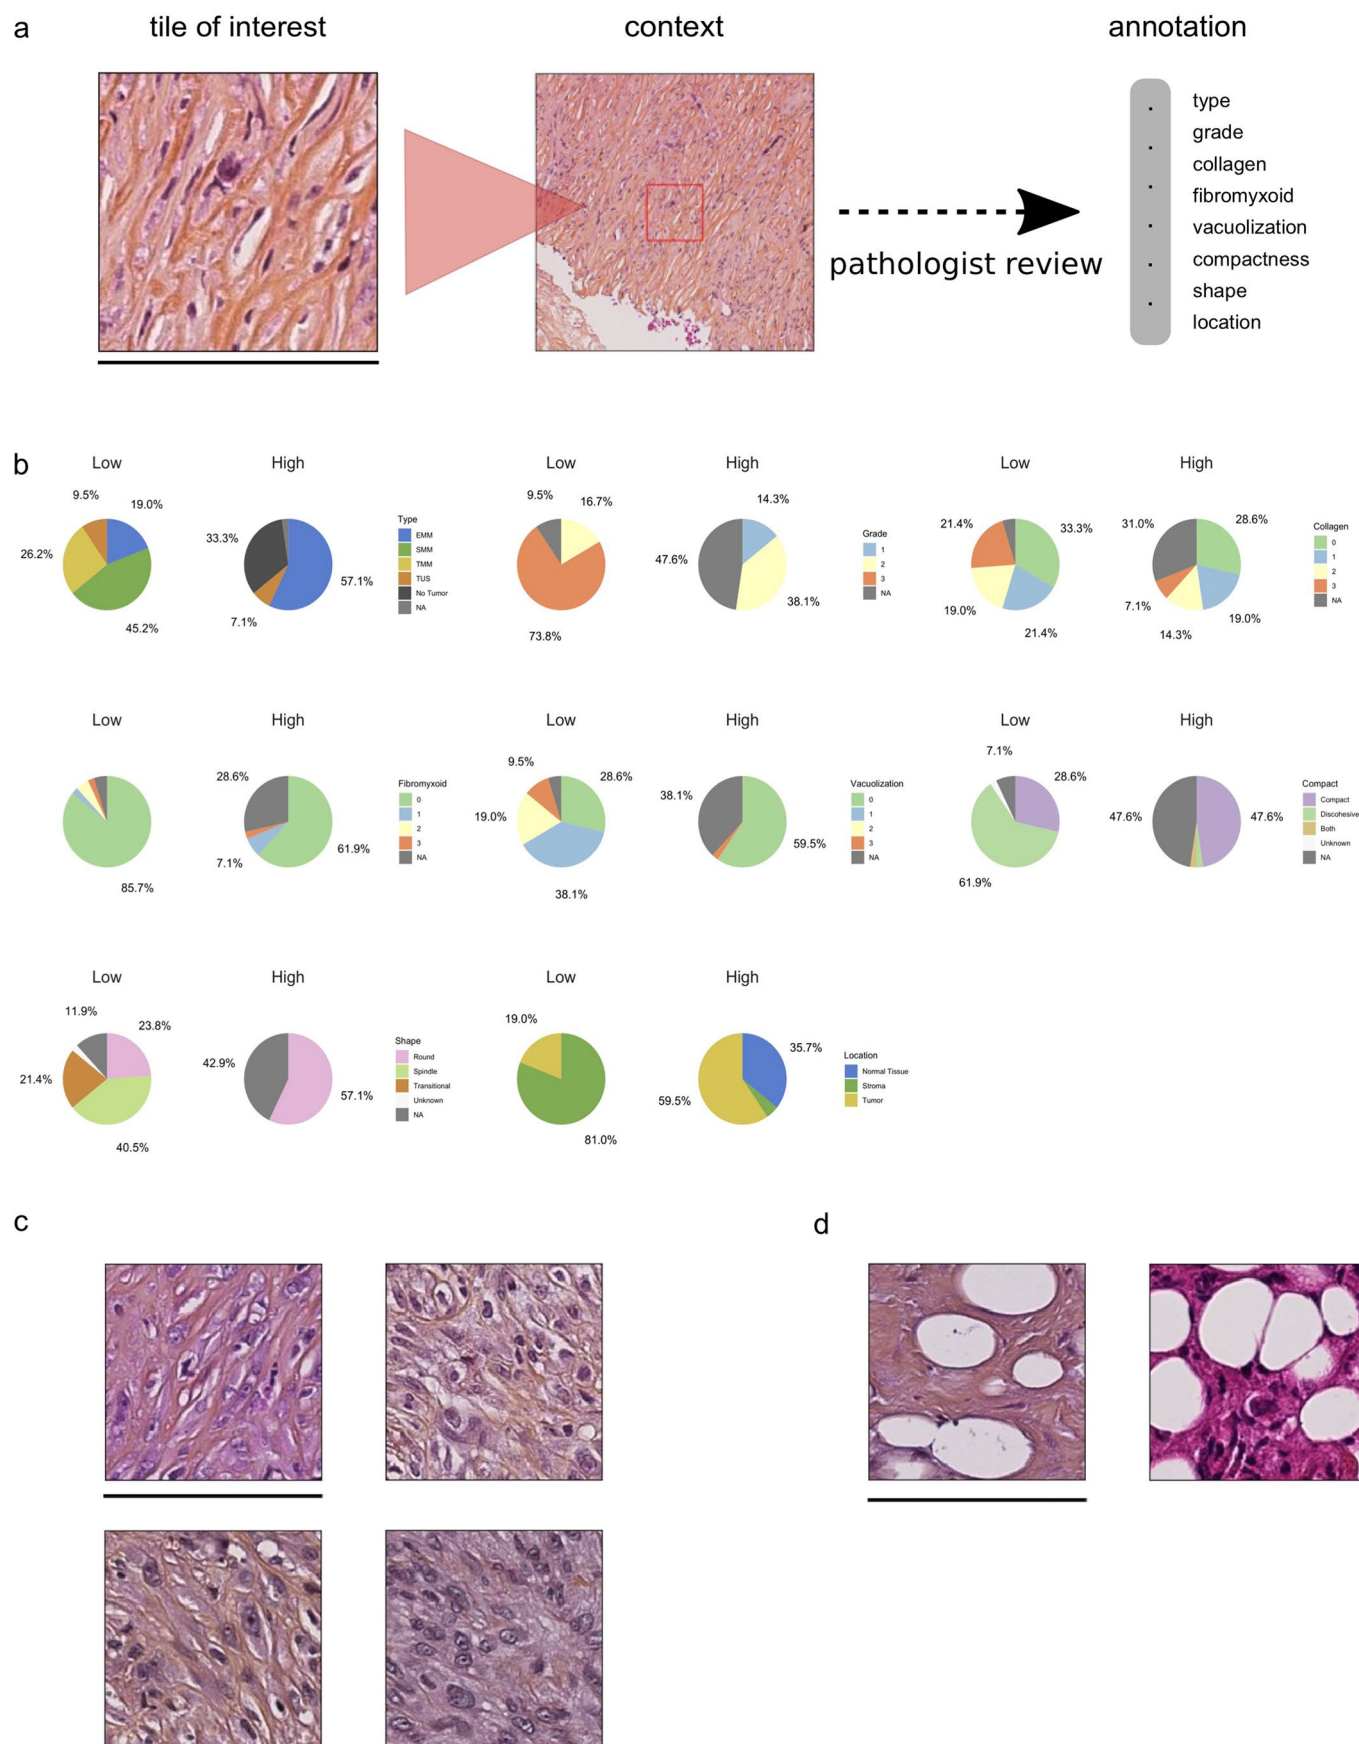 a
tile of interest
context
annotation
type
grade
collagen
fibromyxoid
vacuolization
compactness
shape
location
pathologist review
b
Low
High
9.5%
19.0%
26.2%
45.2%
33.3%
57.1%
7.1%
Type
EMM
SMM
TMM
TUS
No Tumor
NA
Low
High
9.5%
16.7%
73.8%
14.3%
47.6%
38.1%
Grade
1
2
3
NA
Low
High
21.4%
33.3%
19.0%
21.4%
31.0%
28.6%
7.1%
19.0%
14.3%
Collagen
0
1
2
3
NA
Low
High
85.7%
28.6%
7.1%
61.9%
Fibromyxoid
0
1
2
3
NA
Low
High
9.5%
28.6%
19.0%
38.1%
38.1%
59.5%
Vacuolization
0
1
2
3
NA
Low
High
7.1%
28.6%
61.9%
47.6%
47.6%
Compact
Compact
Discohesive
Both
Unknown
NA
Low
High
11.9%
23.8%
21.4%
40.5%
42.9%
57.1%
Shape
Round
Spindle
Transitional
Unknown
NA
Low
High
19.0%
81.0%
35.7%
59.5%
Location
Normal Tissue
Stroma
Tumor
c
d